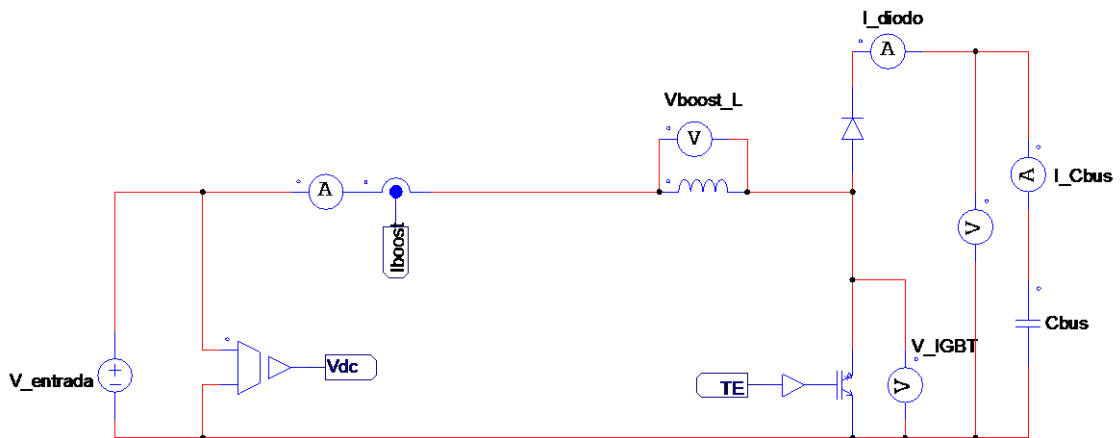 I_diodo
A
Vboost_L
V
A
Iboost
A
I_Cbus
V
Cbus
V_entrada
Vdc
TE
V_IGBT
V